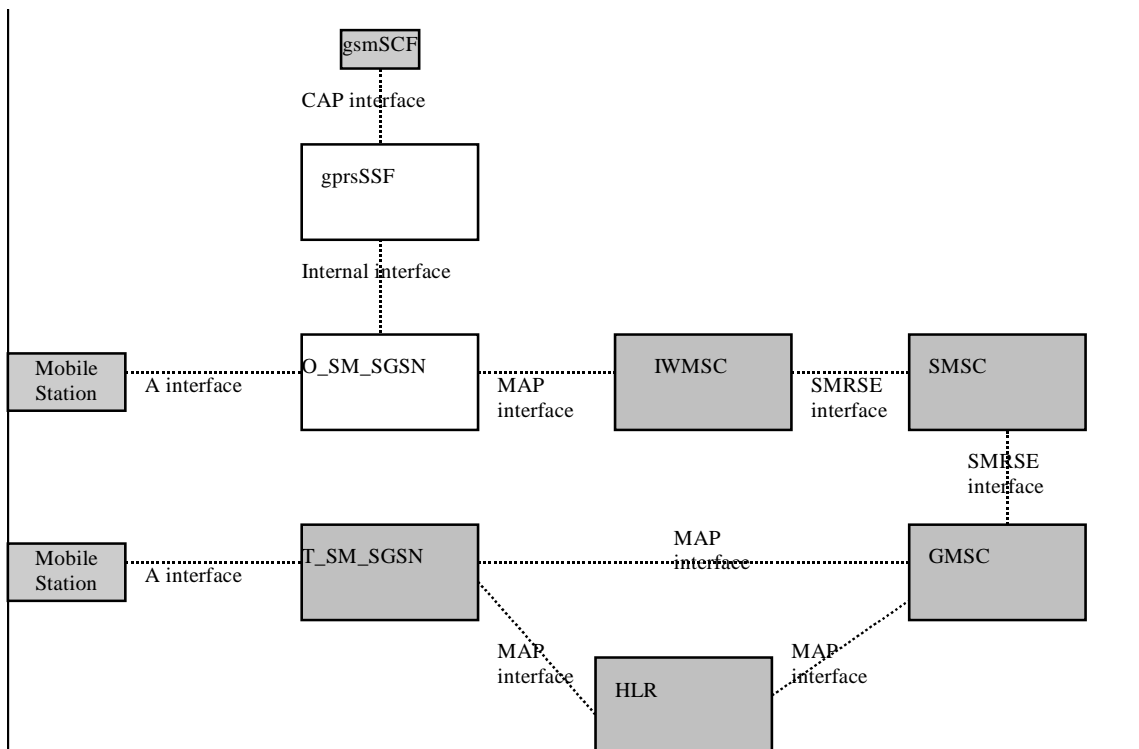 gsmSCF
CAP interface
gprsSSF
Internal interface
Mobile
Station
A interface
O_SM_SGSN
MAP
interface
IWMSC
SMRSE
interface
SMSC
SMRSE
interface
Mobile
Station
A interface
T_SM_SGSN
MAP
interface
GMSC
MAP
interface
HLR
MAP
interface